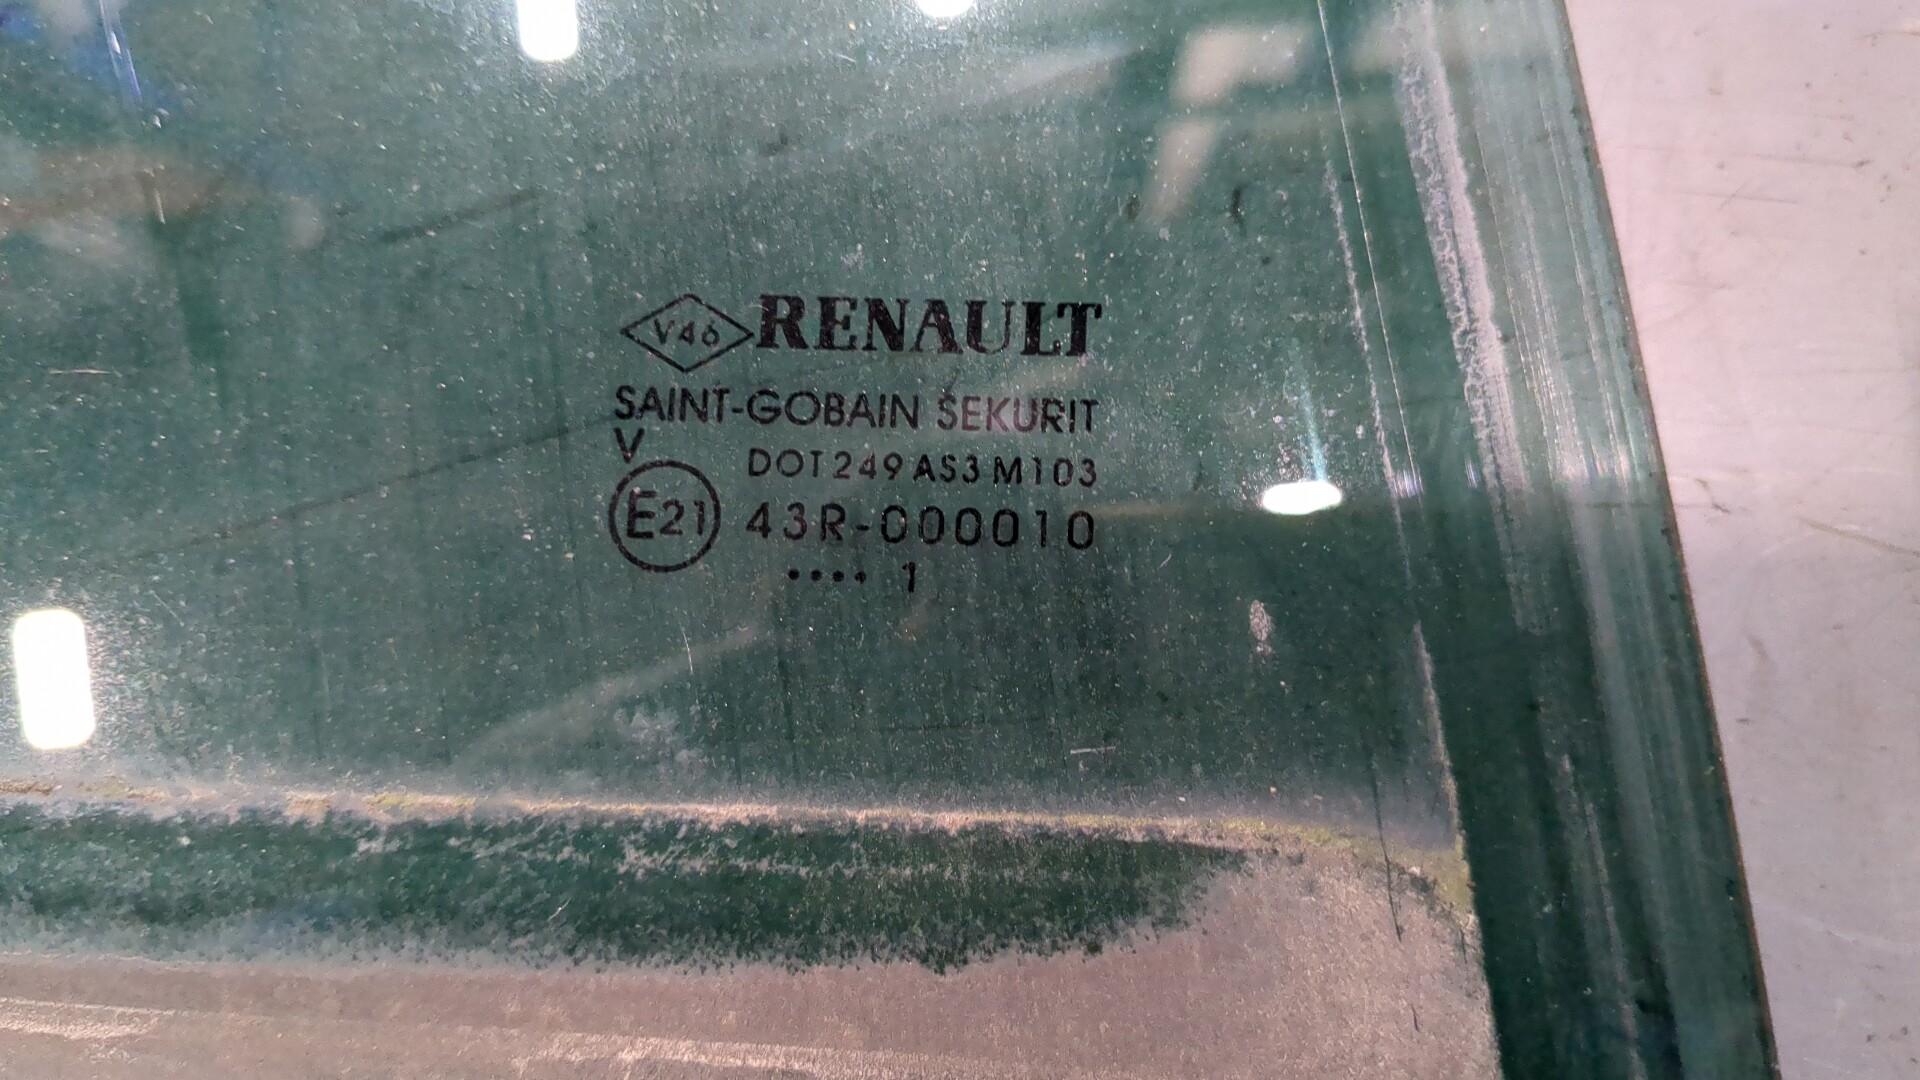 V46 RENAULT
SAINT-GOBAIN SEKURIT
V
DOT 249 AS3 M103
E21 43R-000010
•••• 1